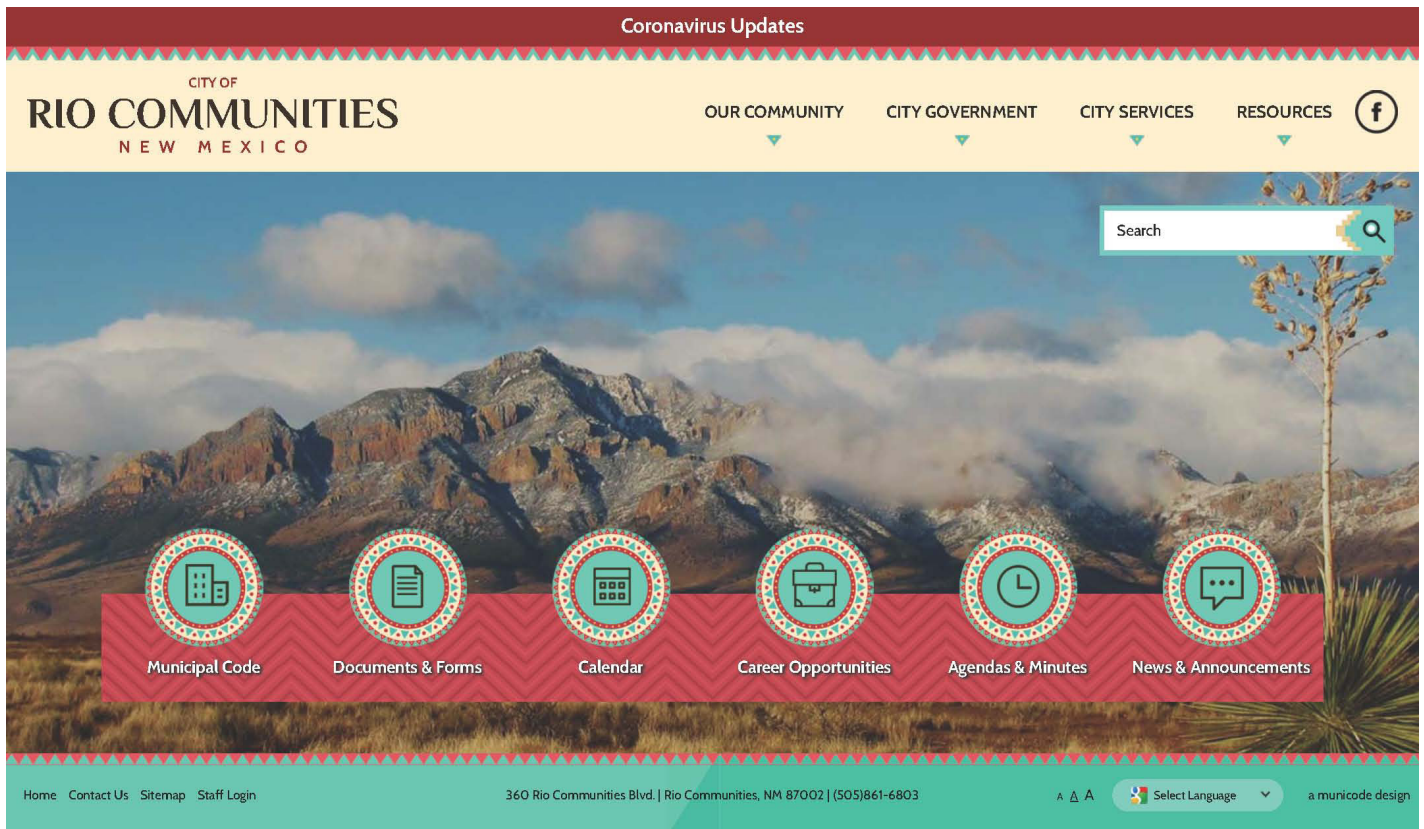 Coronavirus Updates
CITY OF
RIO COMMUNITIES
NEW MEXICO
OUR COMMUNITY
CITY GOVERNMENT
CITY SERVICES
RESOURCES
f
Search
Municipal Code
Documents & Forms
Calendar
Career Opportunities
Agendas & Minutes
News & Announcements
Home Contact Us Sitemap Staff Login
360 Rio Communities Blvd. | Rio Communities, NM 87002 | (505)861-6803
A A A
Select Language
a municode design